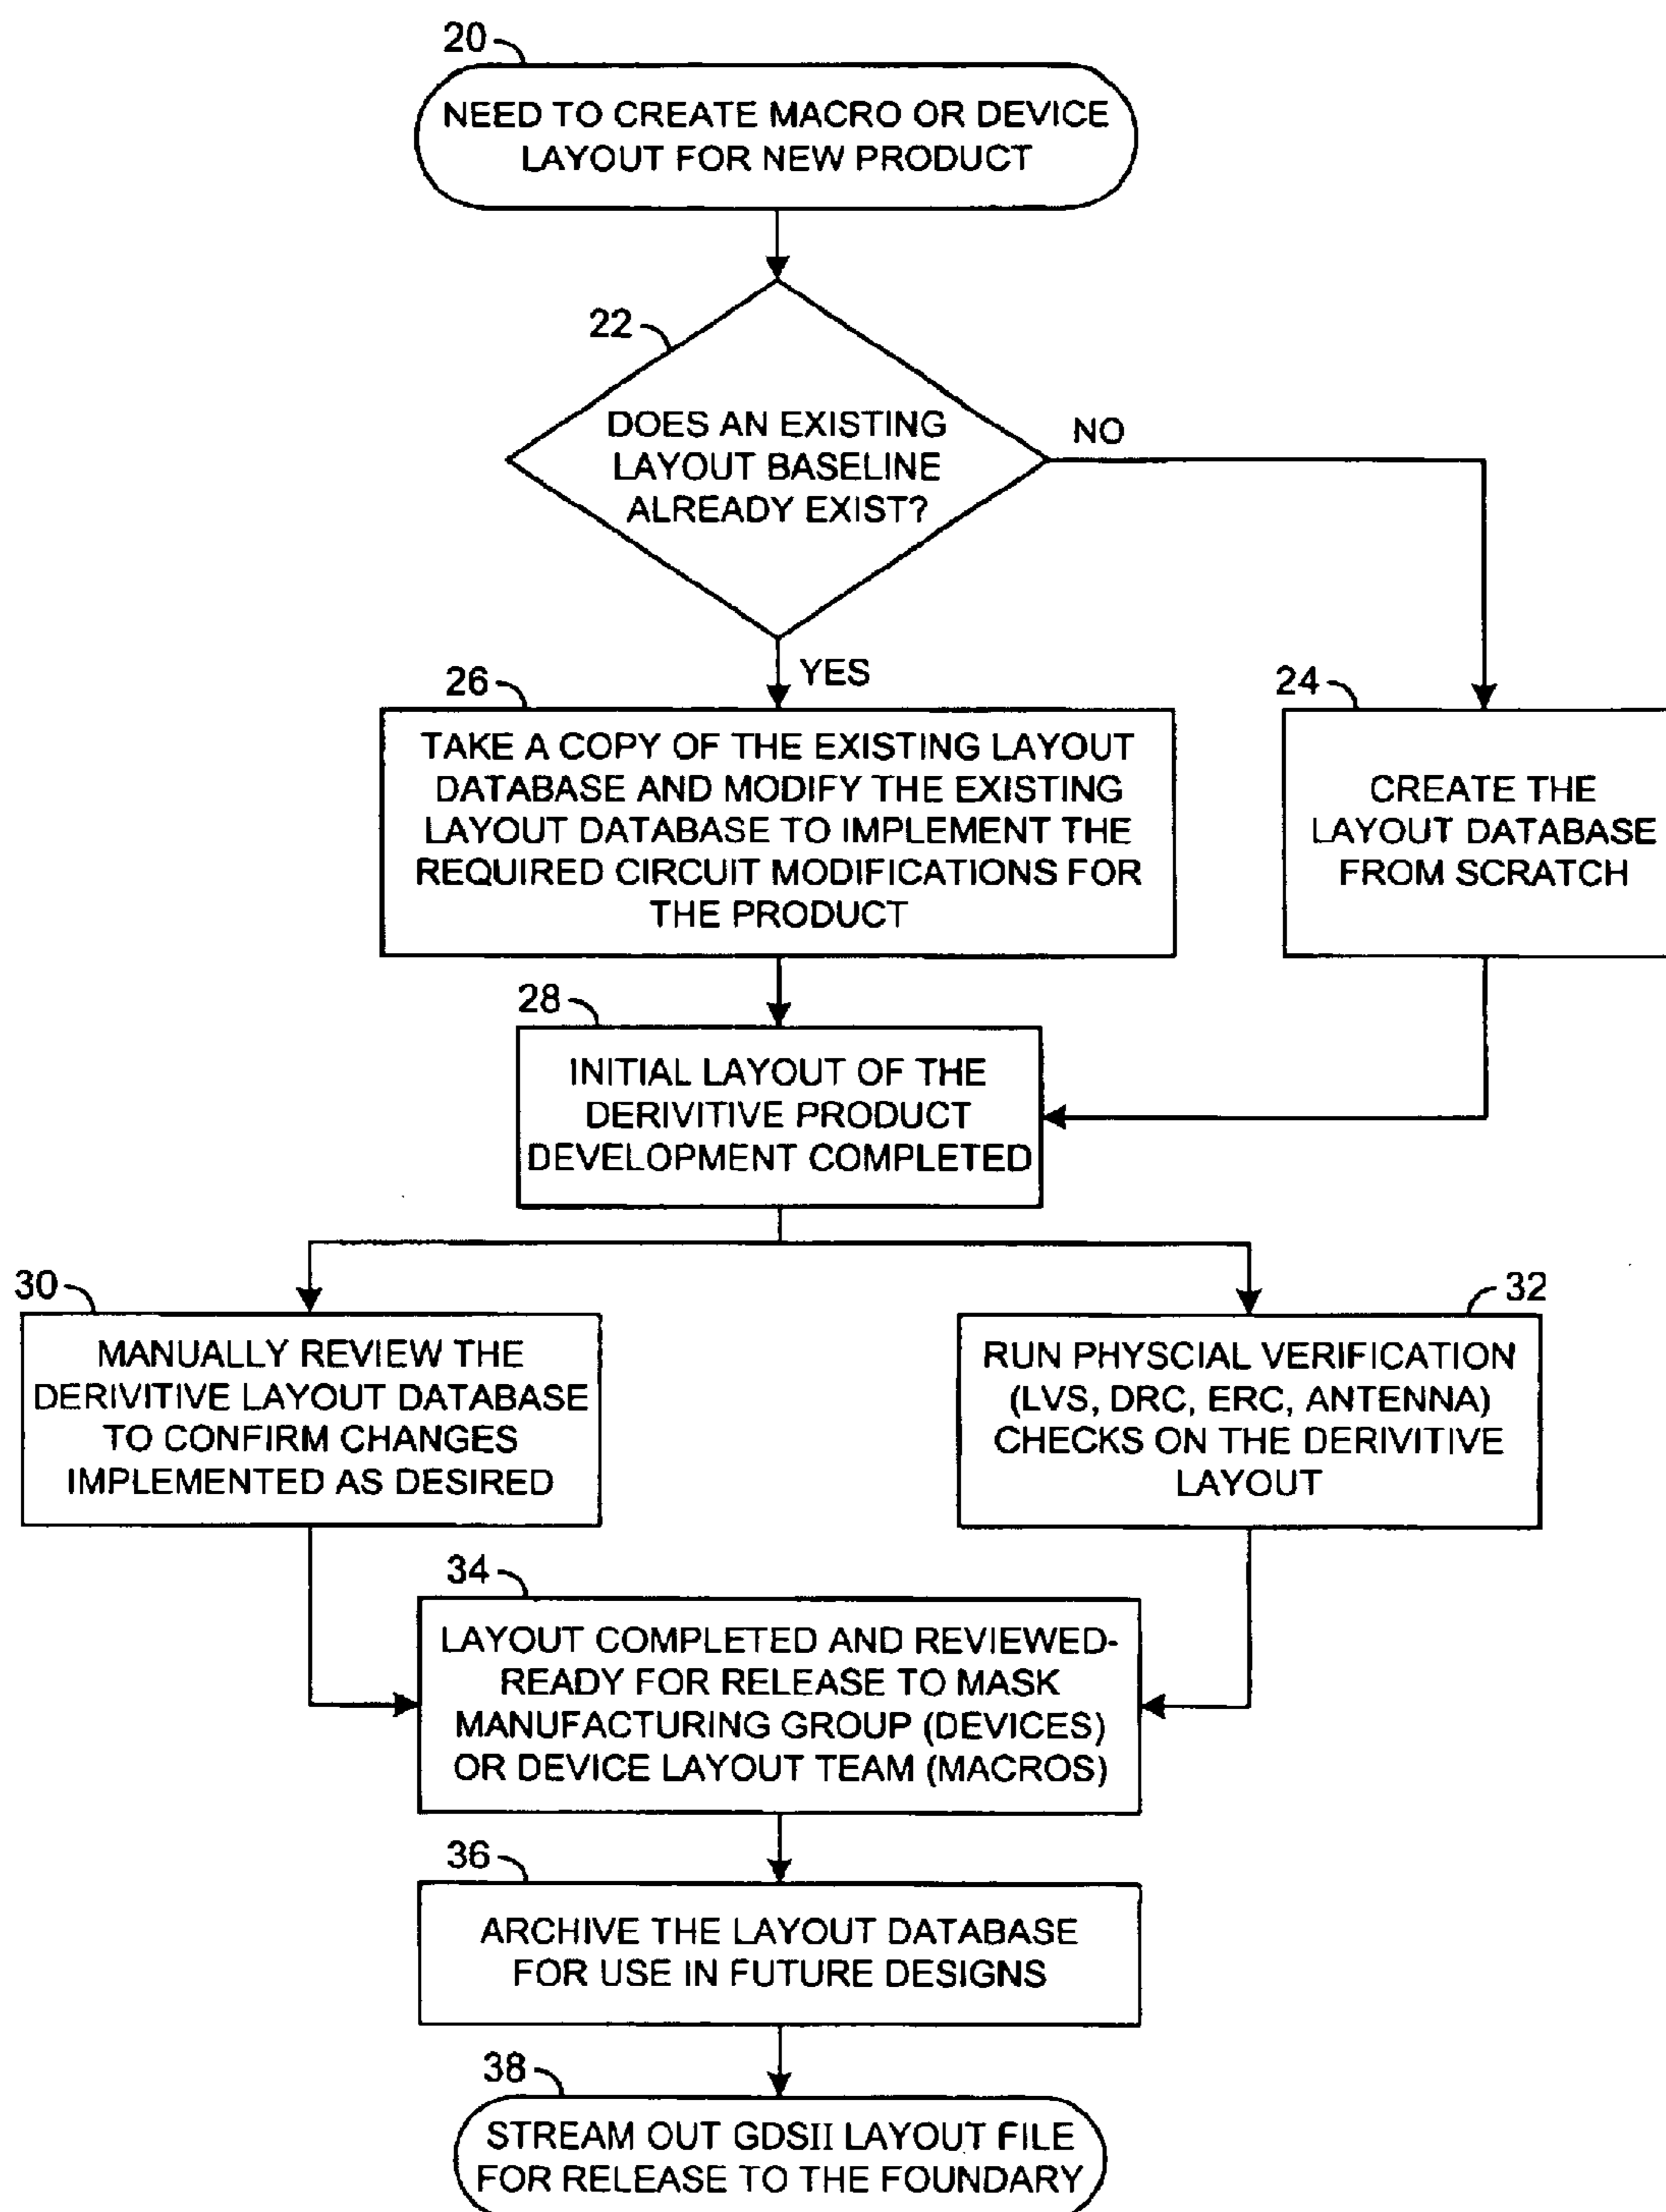 20
NEED TO CREATE MACRO OR DEVICE
LAYOUT FOR NEW PRODUCT
22
DOES AN EXISTING
LAYOUT BASELINE
ALREADY EXIST?
NO
YES
26
TAKE A COPY OF THE EXISTING LAYOUT
DATABASE AND MODIFY THE EXISTING
LAYOUT DATABASE TO IMPLEMENT THE
REQUIRED CIRCUIT MODIFICATIONS FOR
THE PRODUCT
24
CREATE THE
LAYOUT DATABASE
FROM SCRATCH
28
INITIAL LAYOUT OF THE
DERIVITIVE PRODUCT
DEVELOPMENT COMPLETED
30
MANUALLY REVIEW THE
DERIVITIVE LAYOUT DATABASE
TO CONFIRM CHANGES
IMPLEMENTED AS DESIRED
32
RUN PHYSCIAL VERIFICATION
(LVS, DRC, ERC, ANTENNA)
CHECKS ON THE DERIVITIVE
LAYOUT
34
LAYOUT COMPLETED AND REVIEWED-
READY FOR RELEASE TO MASK
MANUFACTURING GROUP (DEVICES)
OR DEVICE LAYOUT TEAM (MACROS)
36
ARCHIVE THE LAYOUT DATABASE
FOR USE IN FUTURE DESIGNS
38
STREAM OUT GDSII LAYOUT FILE
FOR RELEASE TO THE FOUNDARY